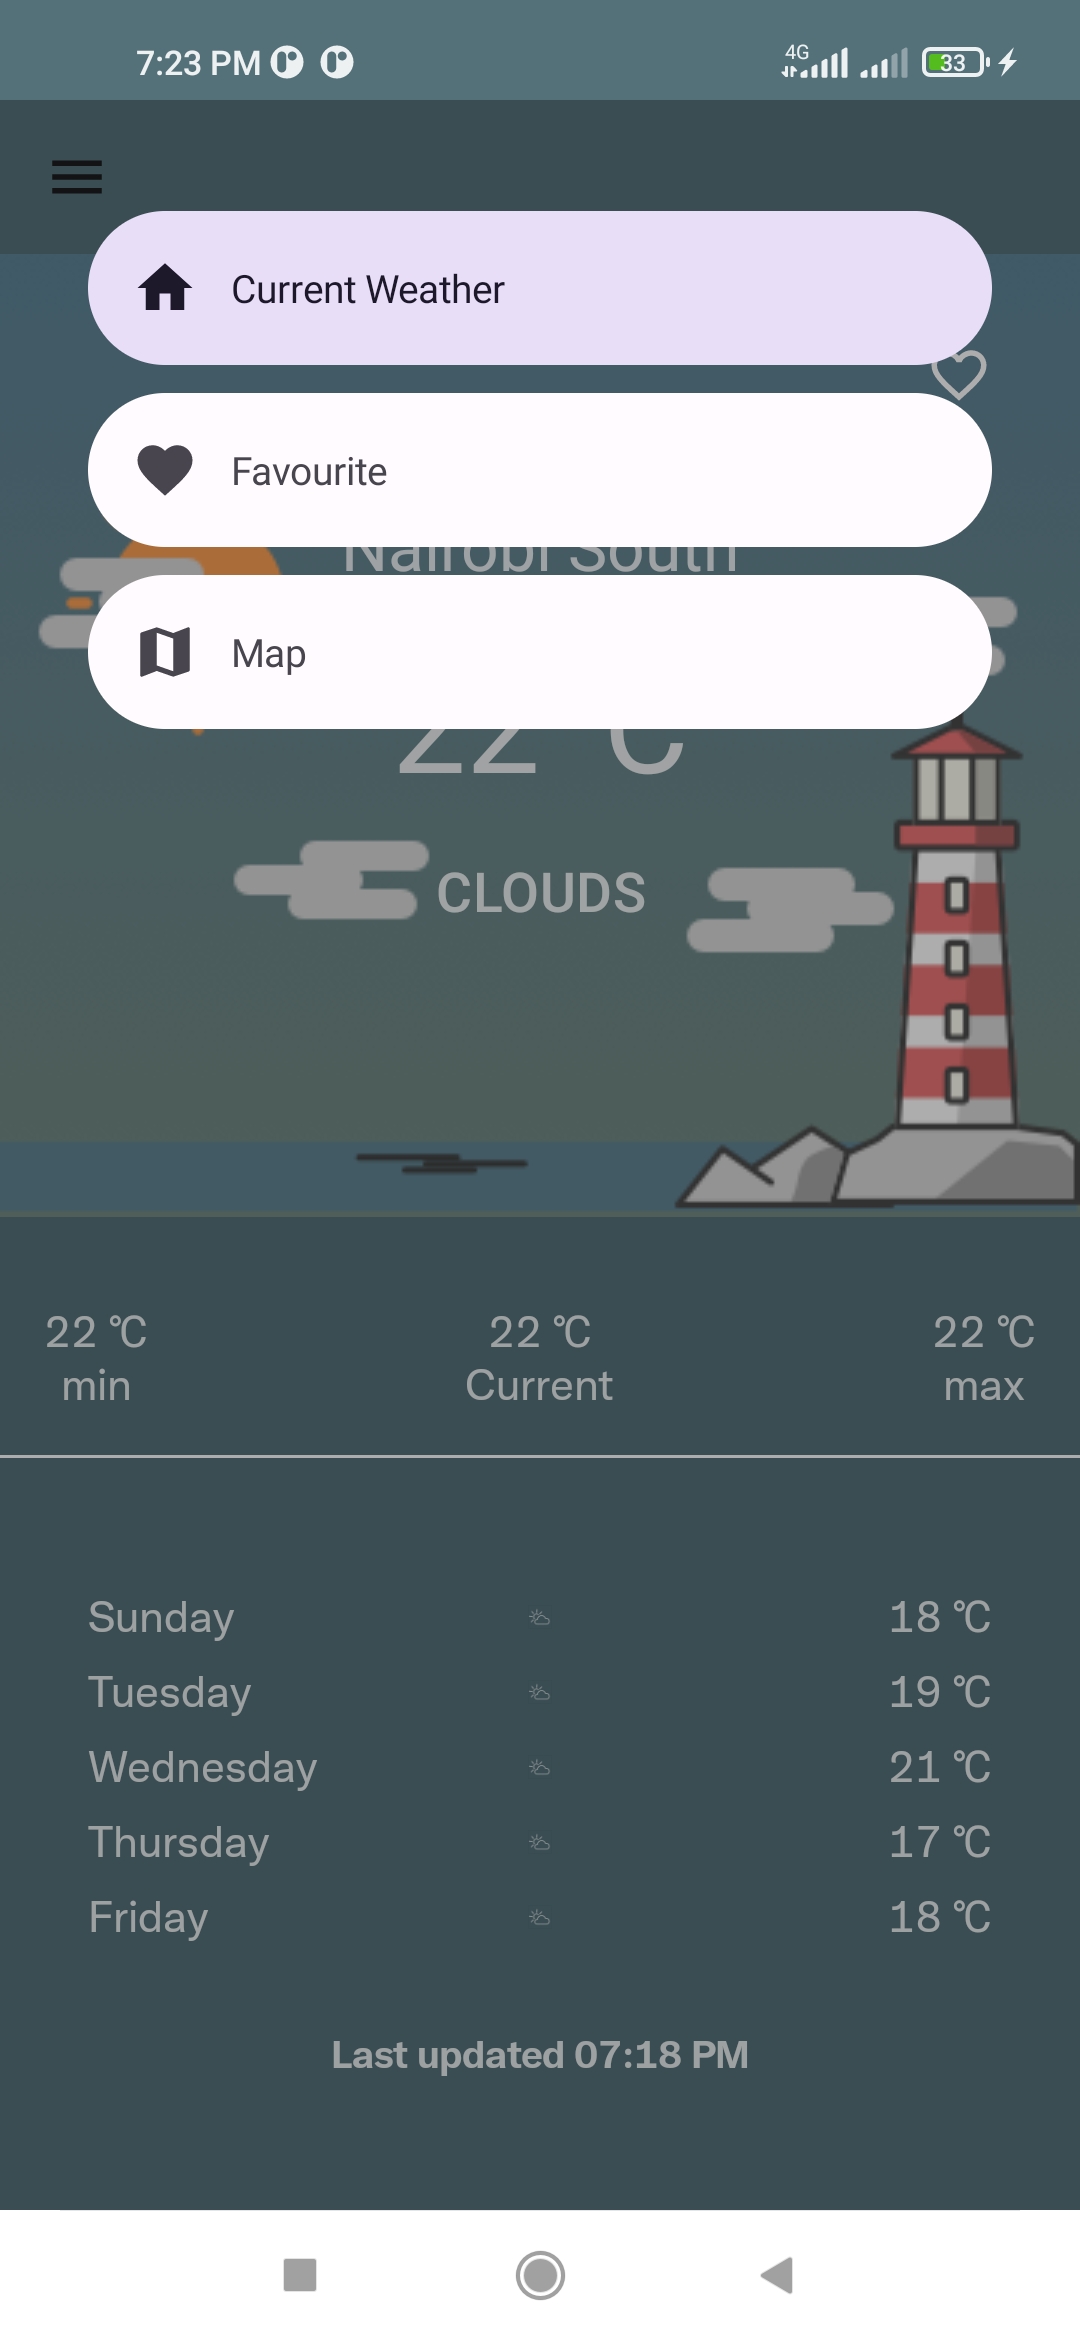 7:23 PM
4G
33
Current Weather
Favourite
Nairobi South
Map
22 °C
CLOUDS
22 ℃ 22 ℃ 22 ℃
min Current max
Sunday 18 ℃
Tuesday 19 ℃
Wednesday 21 ℃
Thursday 17 ℃
Friday 18 ℃
Last updated 07:18 PM